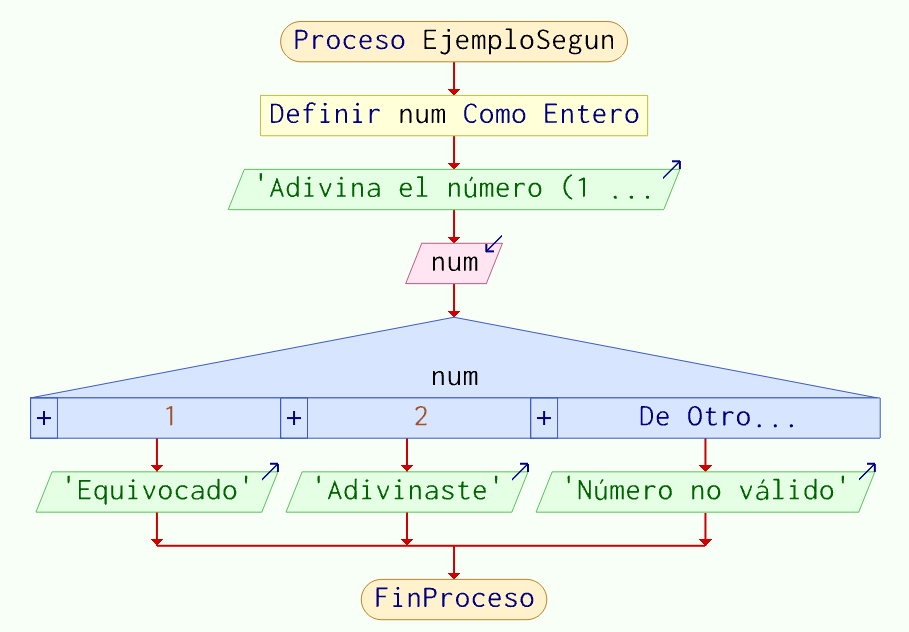 Proceso EjemploSegun
Definir num Como Entero
'Adivina el número (1 ...
num
num
+ 1 + 2 + De Otro...
'Equivocado' 'Adivinaste' 'Número no válido'
FinProceso